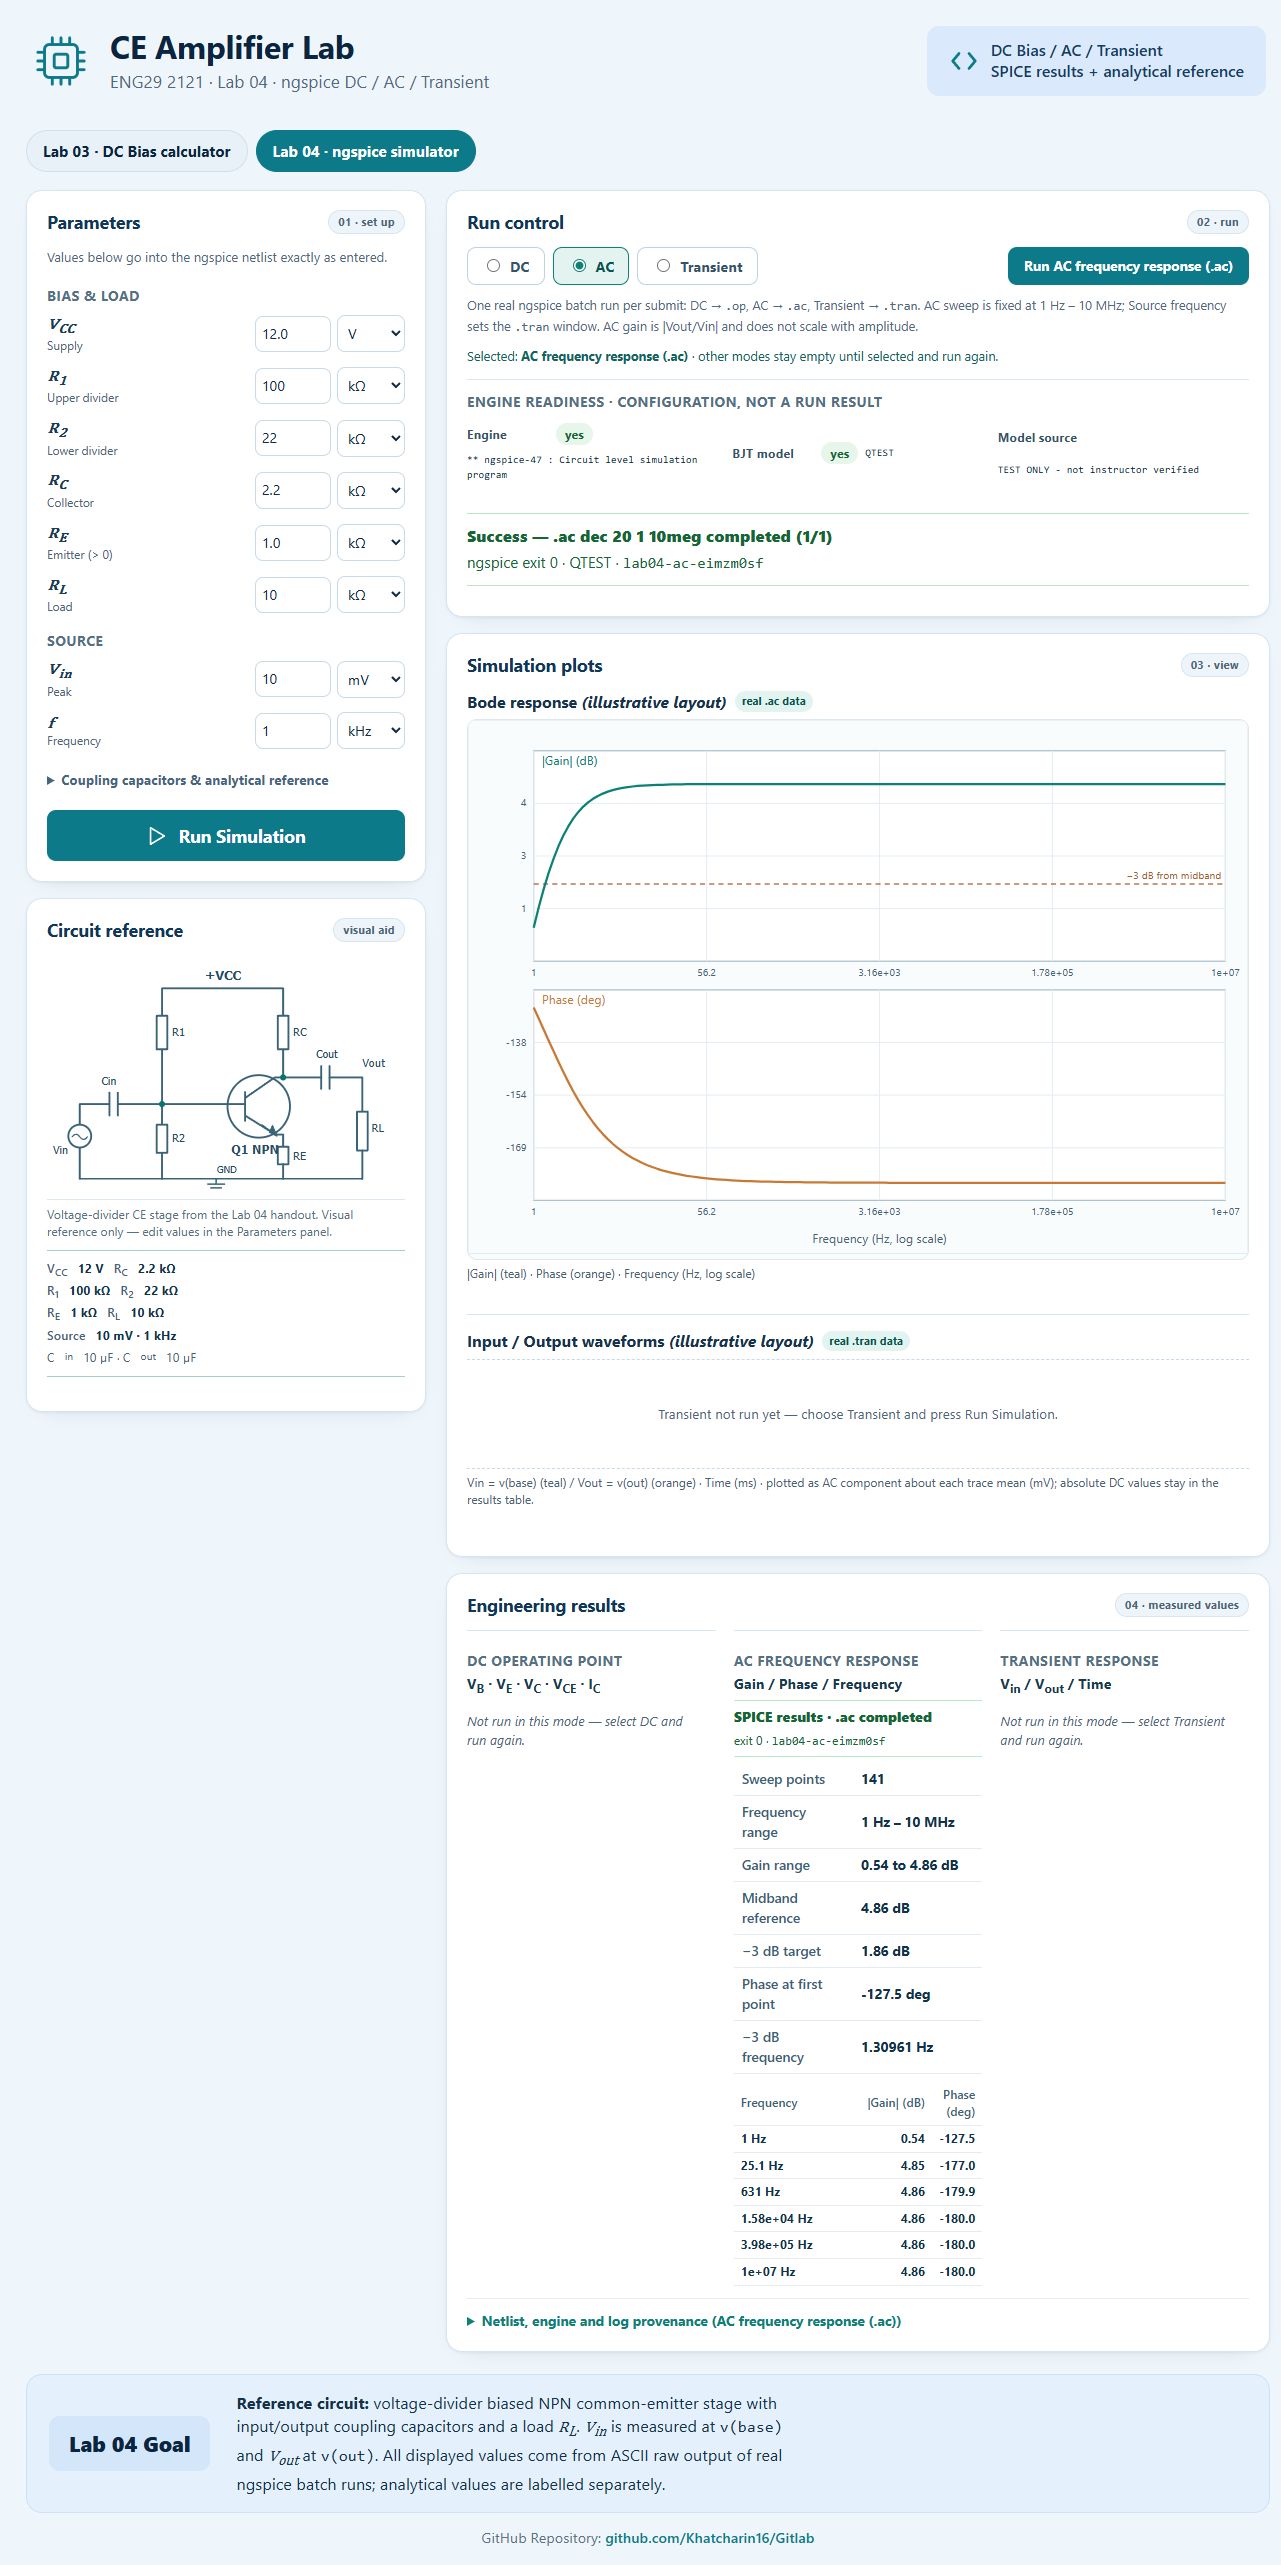 CE Amplifier Lab
ENG29 2121 · Lab 04 · ngspice DC / AC / Transient
DC Bias / AC / Transient
SPICE results + analytical reference
Lab 03 · DC Bias calculator
Lab 04 · ngspice simulator
Parameters
01 · set up
Values below go into the ngspice netlist exactly as entered.
BIAS & LOAD
VCC
Supply
12.0
V
R1
Upper divider
100
kΩ
R2
Lower divider
22
kΩ
RC
Collector
2.2
kΩ
RE
Emitter (> 0)
1.0
kΩ
RL
Load
10
kΩ
SOURCE
Vin
Peak
10
mV
f
Frequency
1
kHz
▶ Coupling capacitors & analytical reference
Run Simulation
Circuit reference
visual aid
+VCC
R1
RC
Cout
Vout
Cin
Vin
R2
Q1 NPN
RE
RL
GND
Voltage-divider CE stage from the Lab 04 handout. Visual
reference only — edit values in the Parameters panel.
VCC 12 V RC 2.2 kΩ
R1 100 kΩ R2 22 kΩ
RE 1 kΩ RL 10 kΩ
Source 10 mV · 1 kHz
C in 10 µF · C out 10 µF
Run control
02 · run
DC
AC
Transient
Run AC frequency response (.ac)
One real ngspice batch run per submit: DC → .op, AC → .ac, Transient → .tran. AC sweep is fixed at 1 Hz – 10 MHz; Source frequency
sets the .tran window. AC gain is |Vout/Vin| and does not scale with amplitude.
Selected: AC frequency response (.ac) · other modes stay empty until selected and run again.
ENGINE READINESS · CONFIGURATION, NOT A RUN RESULT
Engine yes
** ngspice-47 : Circuit level simulation
program
BJT model yes QTEST
Model source
TEST ONLY - not instructor verified
Success — .ac dec 20 1 10meg completed (1/1)
ngspice exit 0 · QTEST · lab04-ac-eimzm0sf
Simulation plots
03 · view
Bode response (illustrative layout) real .ac data
|Gain| (dB)
4
3
−3 dB from midband
1
1 56.2 3.16e+03 1.78e+05 1e+07
Phase (deg)
-138
-154
-169
1 56.2 3.16e+03 1.78e+05 1e+07
Frequency (Hz, log scale)
|Gain| (teal) · Phase (orange) · Frequency (Hz, log scale)
Input / Output waveforms (illustrative layout) real .tran data
Transient not run yet — choose Transient and press Run Simulation.
Vin = v(base) (teal) / Vout = v(out) (orange) · Time (ms) · plotted as AC component about each trace mean (mV); absolute DC values stay in the
results table.
Engineering results
04 · measured values
DC OPERATING POINT
VB · VE · VC · VCE · IC
Not run in this mode — select DC and
run again.
AC FREQUENCY RESPONSE
Gain / Phase / Frequency
SPICE results · .ac completed
exit 0 · lab04-ac-eimzm0sf
Sweep points 141
Frequency
range 1 Hz – 10 MHz
Gain range 0.54 to 4.86 dB
Midband
reference 4.86 dB
−3 dB target 1.86 dB
Phase at first
point -127.5 deg
−3 dB
frequency 1.30961 Hz
Frequency |Gain| (dB) Phase
(deg)
1 Hz 0.54 -127.5
25.1 Hz 4.85 -177.0
631 Hz 4.86 -179.9
1.58e+04 Hz 4.86 -180.0
3.98e+05 Hz 4.86 -180.0
1e+07 Hz 4.86 -180.0
TRANSIENT RESPONSE
Vin / Vout / Time
Not run in this mode — select Transient
and run again.
▶ Netlist, engine and log provenance (AC frequency response (.ac))
Lab 04 Goal
Reference circuit: voltage-divider biased NPN common-emitter stage with
input/output coupling capacitors and a load RL. Vin is measured at v(base)
and Vout at v(out). All displayed values come from ASCII raw output of real
ngspice batch runs; analytical values are labelled separately.
GitHub Repository: github.com/Khatcharin16/Gitlab